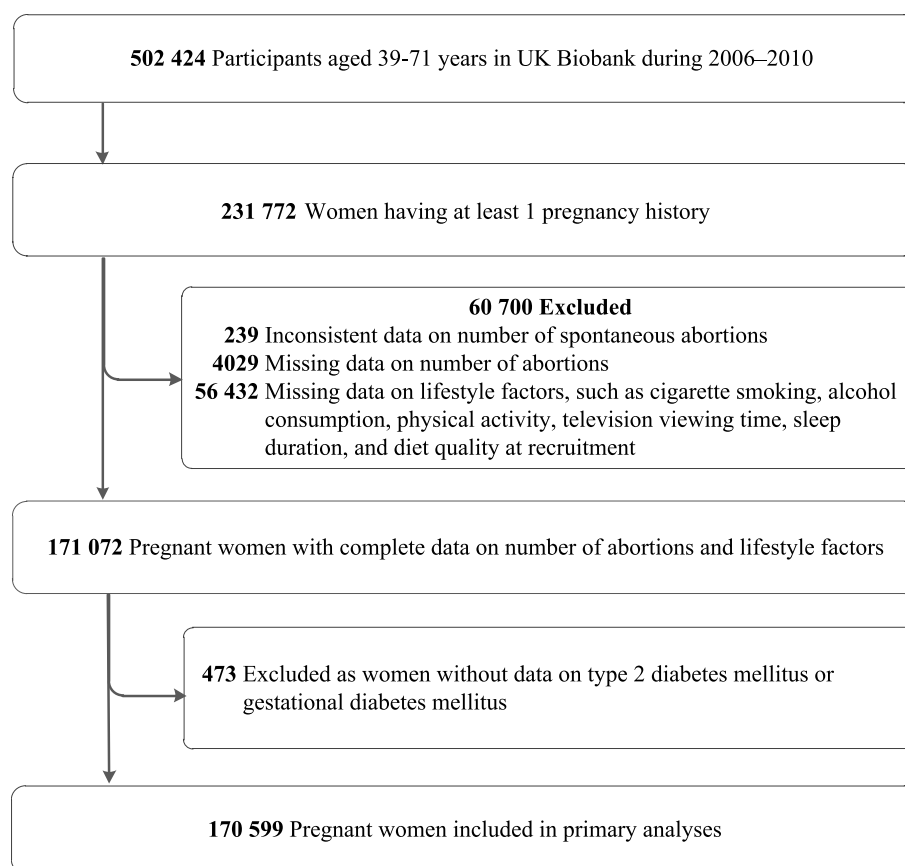 502 424 Participants aged 39-71 years in UK Biobank during 2006–2010
231 772 Women having at least 1 pregnancy history
60 700 Excluded
239 Inconsistent data on number of spontaneous abortions
4029 Missing data on number of abortions
56 432 Missing data on lifestyle factors, such as cigarette smoking, alcohol
consumption, physical activity, television viewing time, sleep
duration, and diet quality at recruitment
171 072 Pregnant women with complete data on number of abortions and lifestyle factors
473 Excluded as women without data on type 2 diabetes mellitus or
gestational diabetes mellitus
170 599 Pregnant women included in primary analyses